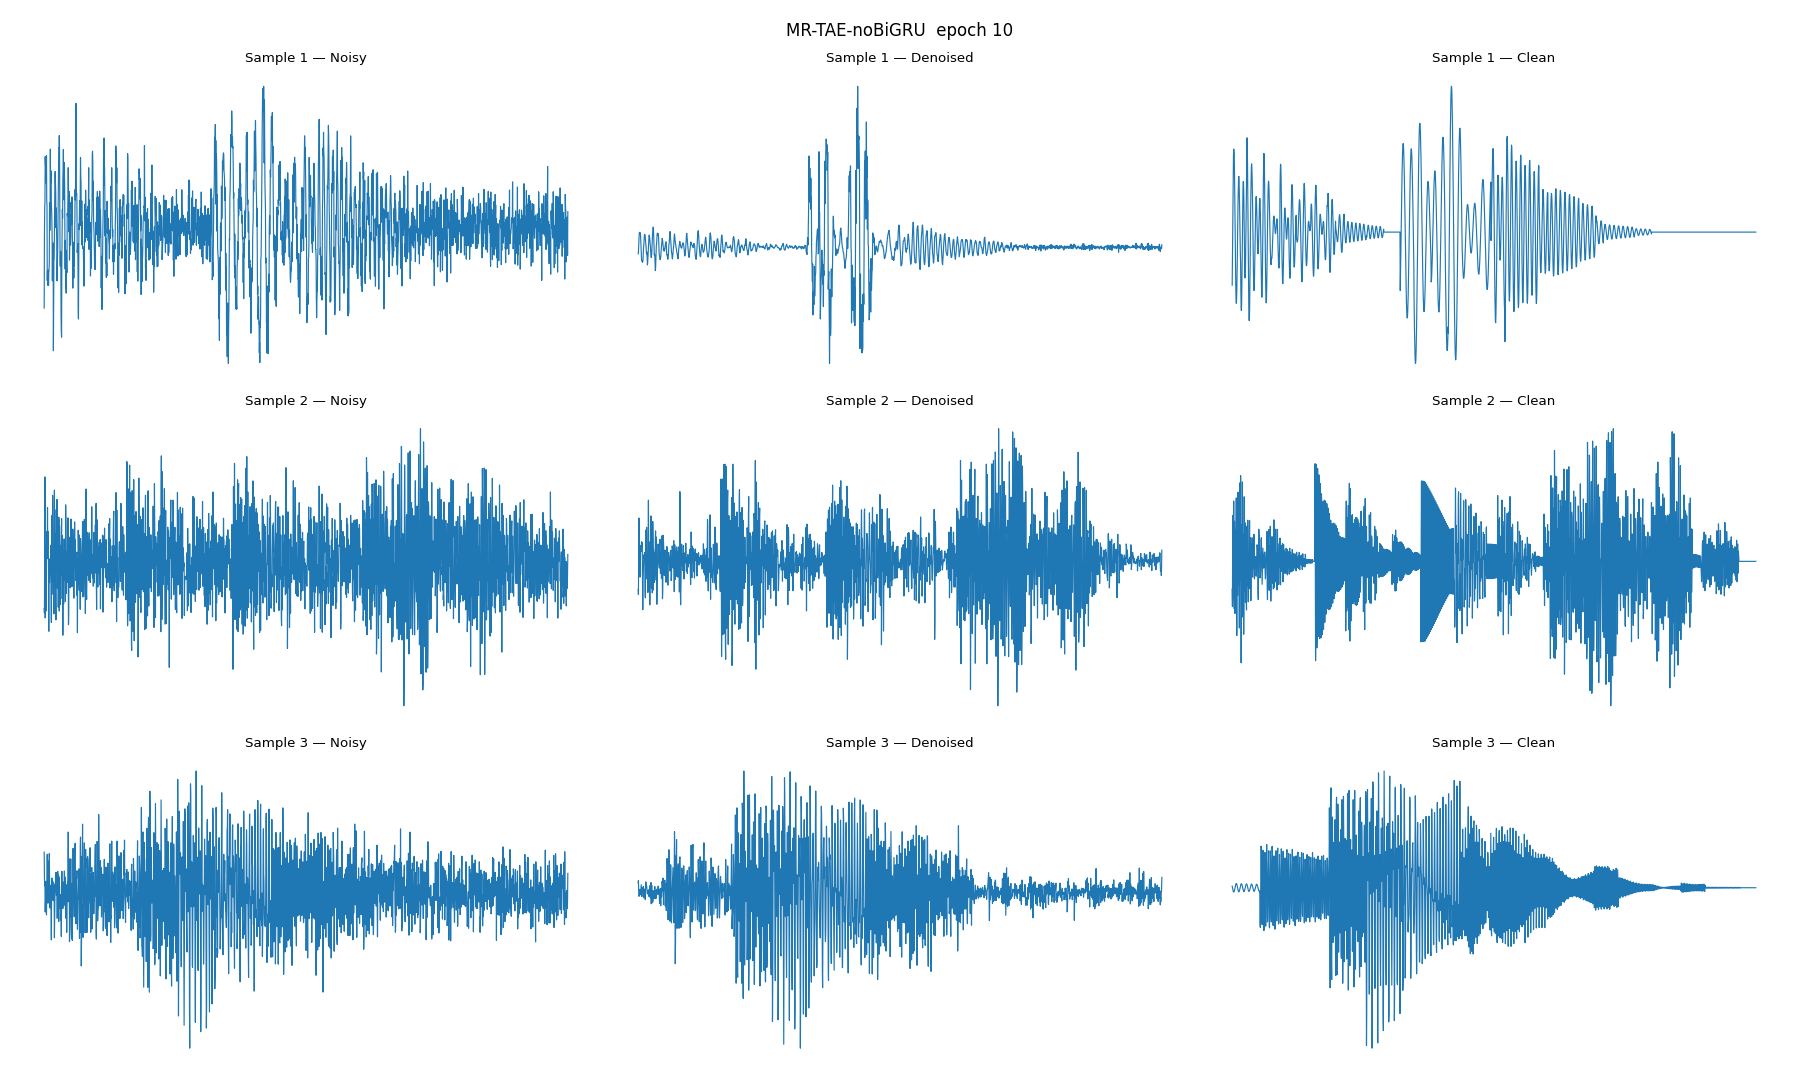 MR-TAE-noBiGRU  epoch 10
Sample 1 — Noisy
Sample 1 — Denoised
Sample 1 — Clean
Sample 2 — Noisy
Sample 2 — Denoised
Sample 2 — Clean
Sample 3 — Noisy
Sample 3 — Denoised
Sample 3 — Clean